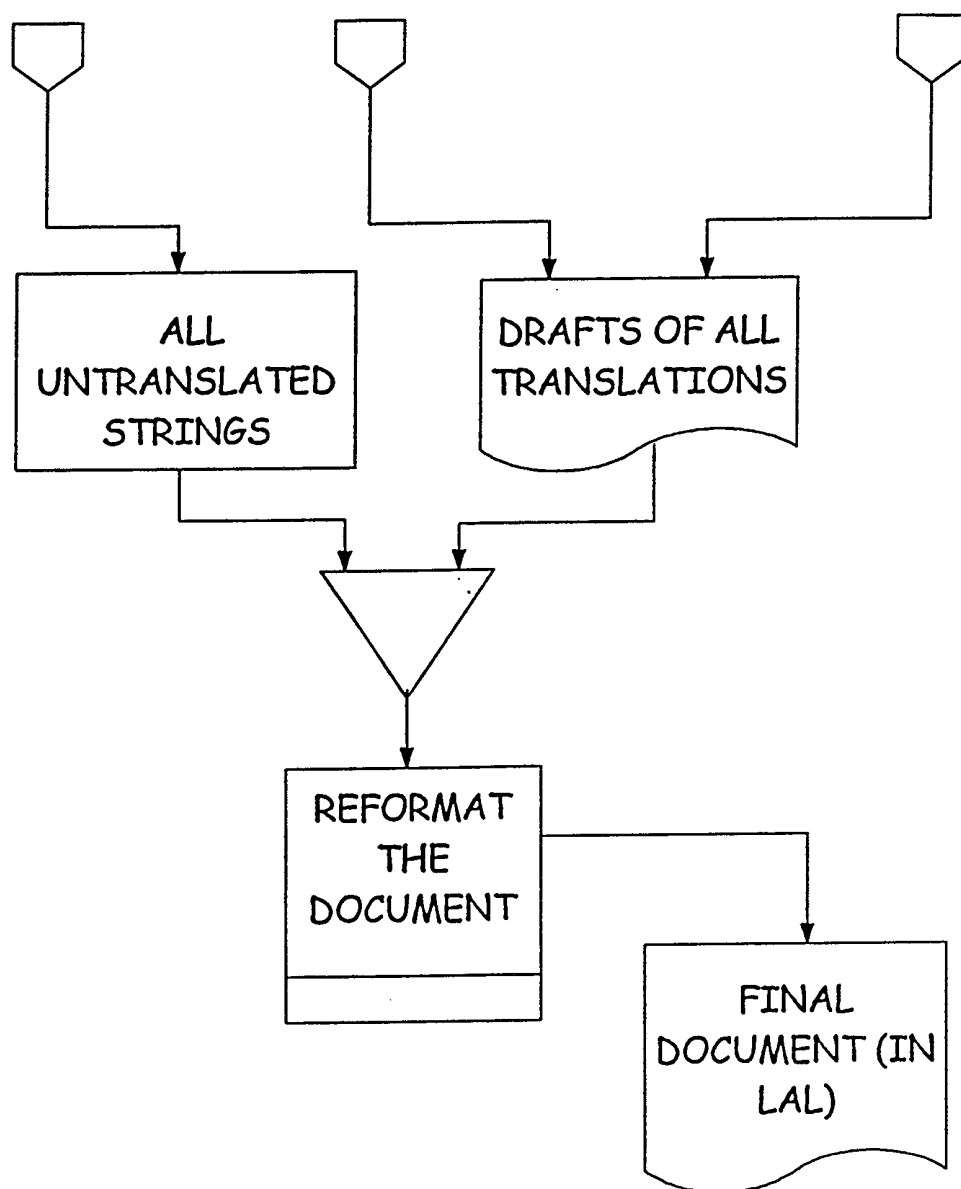 ALL
UNTRANSLATED
STRINGS
DRAFTS OF ALL
TRANSLATIONS
REFORMAT
THE
DOCUMENT
FINAL
DOCUMENT (IN
LAL)